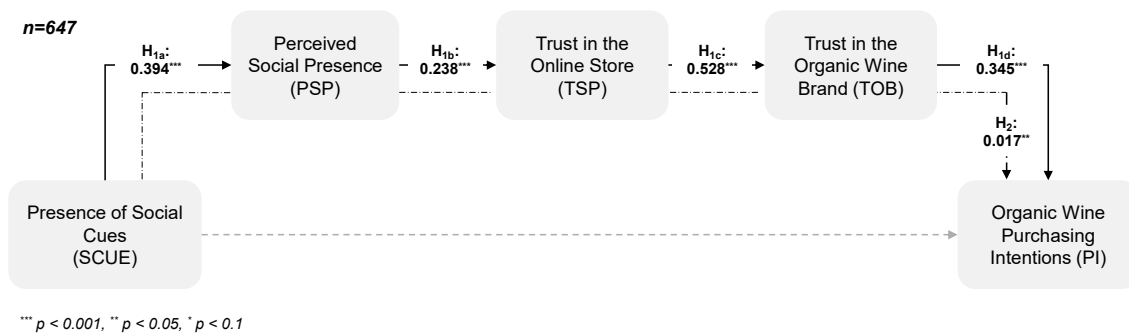 n=647
H1a:
0.394***
Perceived
Social Presence
(PSP)
H1b:
0.238***
Trust in the
Online Store
(TSP)
H1c:
0.528***
Trust in the
Organic Wine
Brand (TOB)
H1d:
0.345***
H2:
0.017**
Presence of Social
Cues
(SCUE)
Organic Wine
Purchasing
Intentions (PI)
*** p < 0.001, ** p < 0.05, * p < 0.1